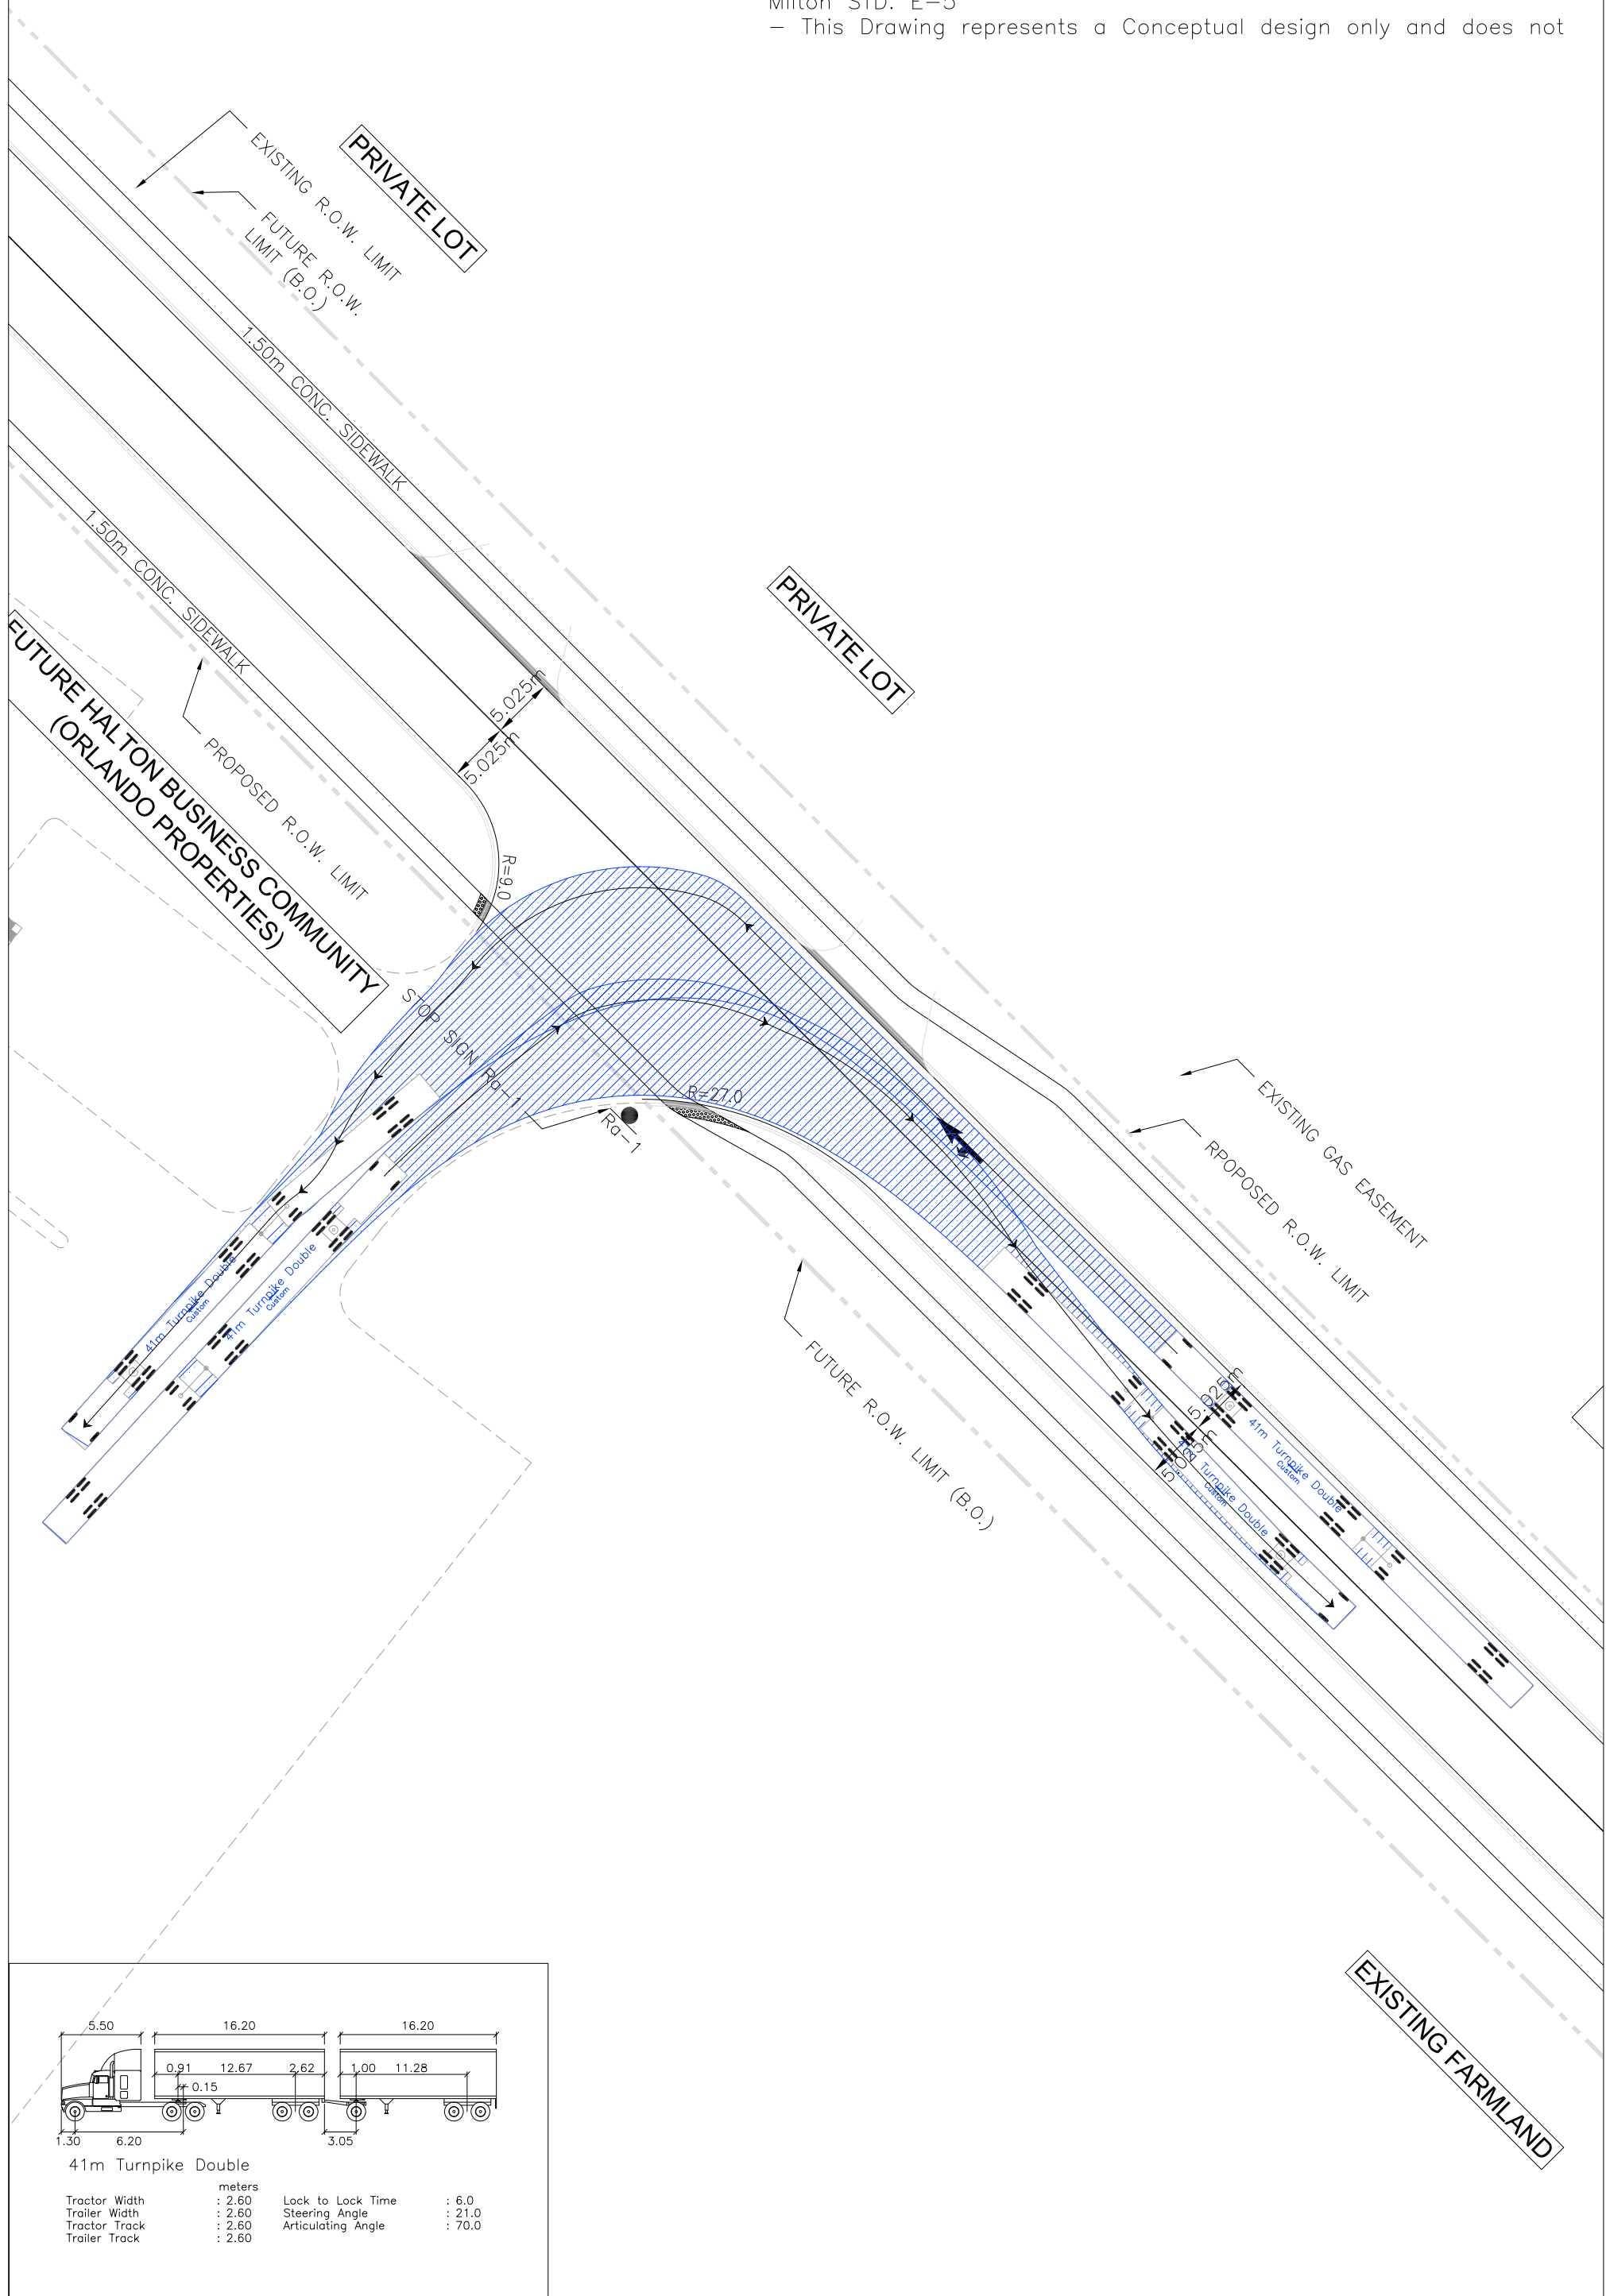 Milton STD. E-5
- This Drawing represents a Conceptual design only and does not
EXISTING R.O.W. LIMIT
FUTURE R.O.W.
LIMIT (B.O.)
PRIVATE LOT
1.50m CONC. SIDEWALK
1.50m CONC. SIDEWALK
PRIVATE LOT
FUTURE HALTON BUSINESS COMMUNITY
(ORLANDO PROPERTIES)
PROPOSED R.O.W. LIMIT
5.025m
5.025m
R=9.0
STOP SIGN Ra-1
R=27.0
Ra-1
EXISTING GAS EASEMENT
RPOPOSED R.O.W. LIMIT
FUTURE R.O.W. LIMIT (B.O.)
41m Turnpike Double
Custom
41m Turnpike Double
Custom
5.025m
5.025m
41m Turnpike Double
Custom
41m Turnpike Double
Custom
EXISTING FARMLAND
5.50
16.20
16.20
0.91
12.67
2.62
1.00
11.28
0.15
1.30
6.20
3.05
41m Turnpike Double
meters
Tractor Width : 2.60 Lock to Lock Time : 6.0
Trailer Width : 2.60 Steering Angle : 21.0
Tractor Track : 2.60 Articulating Angle : 70.0
Trailer Track : 2.60